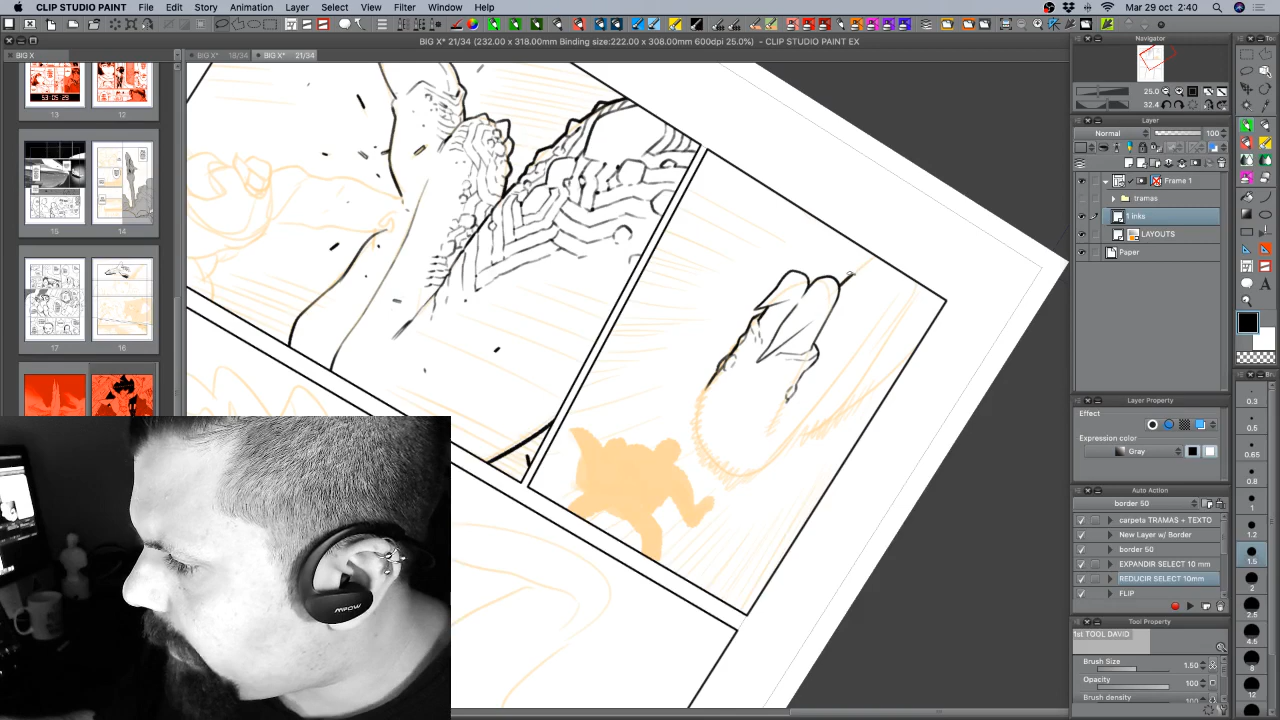 CLIP STUDIO PAINT File Edit Story Animation Layer Select View Filter Window Help Mar 29 oct 2:40
BIG X* 21/34 (232.00 x 318.00mm Binding size:222.00 x 308.00mm 600dpi 25.0%) - CLIP STUDIO PAINT EX
BIG X
BIG X* 18/34
BIG X* 21/34
13 12
15 14
17 16
MPOW
Navigator
25.0
32.4
Layer
Normal 100
Frame 1
tramas
1 inks
LAYOUTS
Paper
Layer Property
Effect
Expression color
Gray
Auto Action
border 50
carpeta TRAMAS + TEXTO
New Layer w/ Border
border 50
EXPANDIR SELECT 10 mm
REDUCIR SELECT 10mm
FLIP
Tool Property
1st TOOL DAVID
Brush Size 1.50
Opacity 100
Brush density 100
To
A
Br
0.3
0.5
0.65
0.8
1
1.2
1.5
2
2.5
4.5
8
12